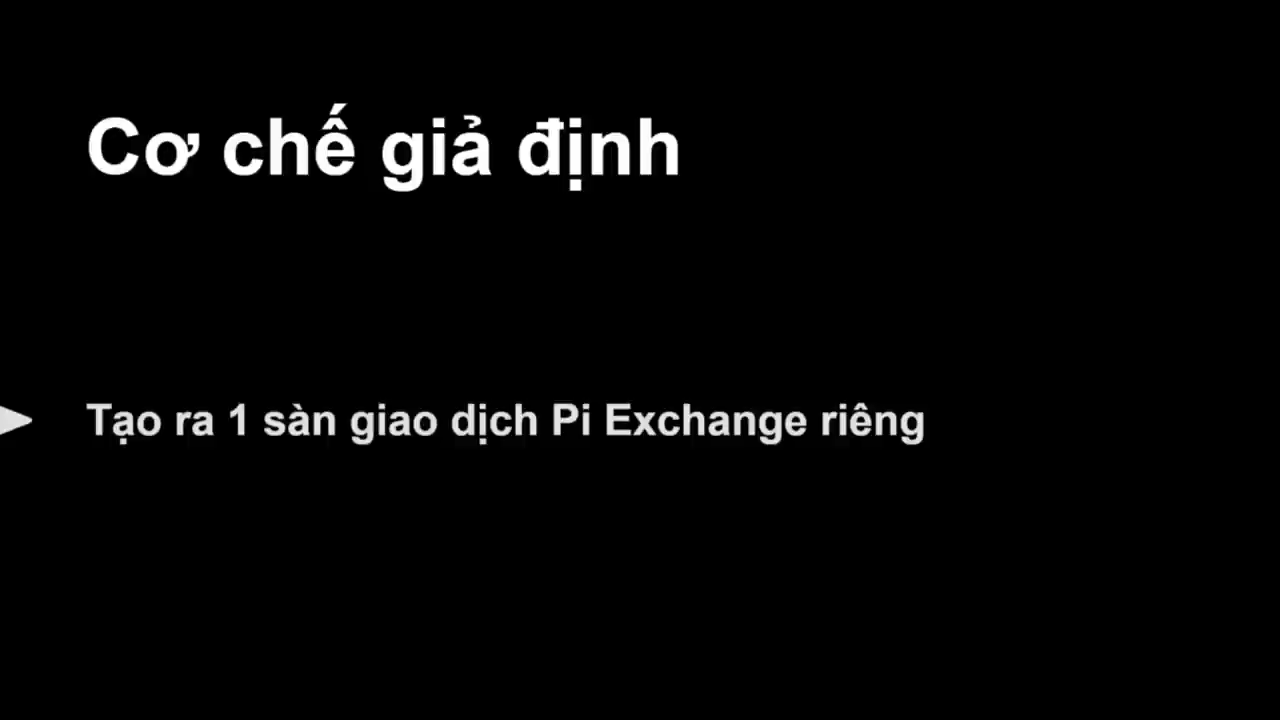 Cơ chế giả định
Tạo ra 1 sàn giao dịch Pi Exchange riêng